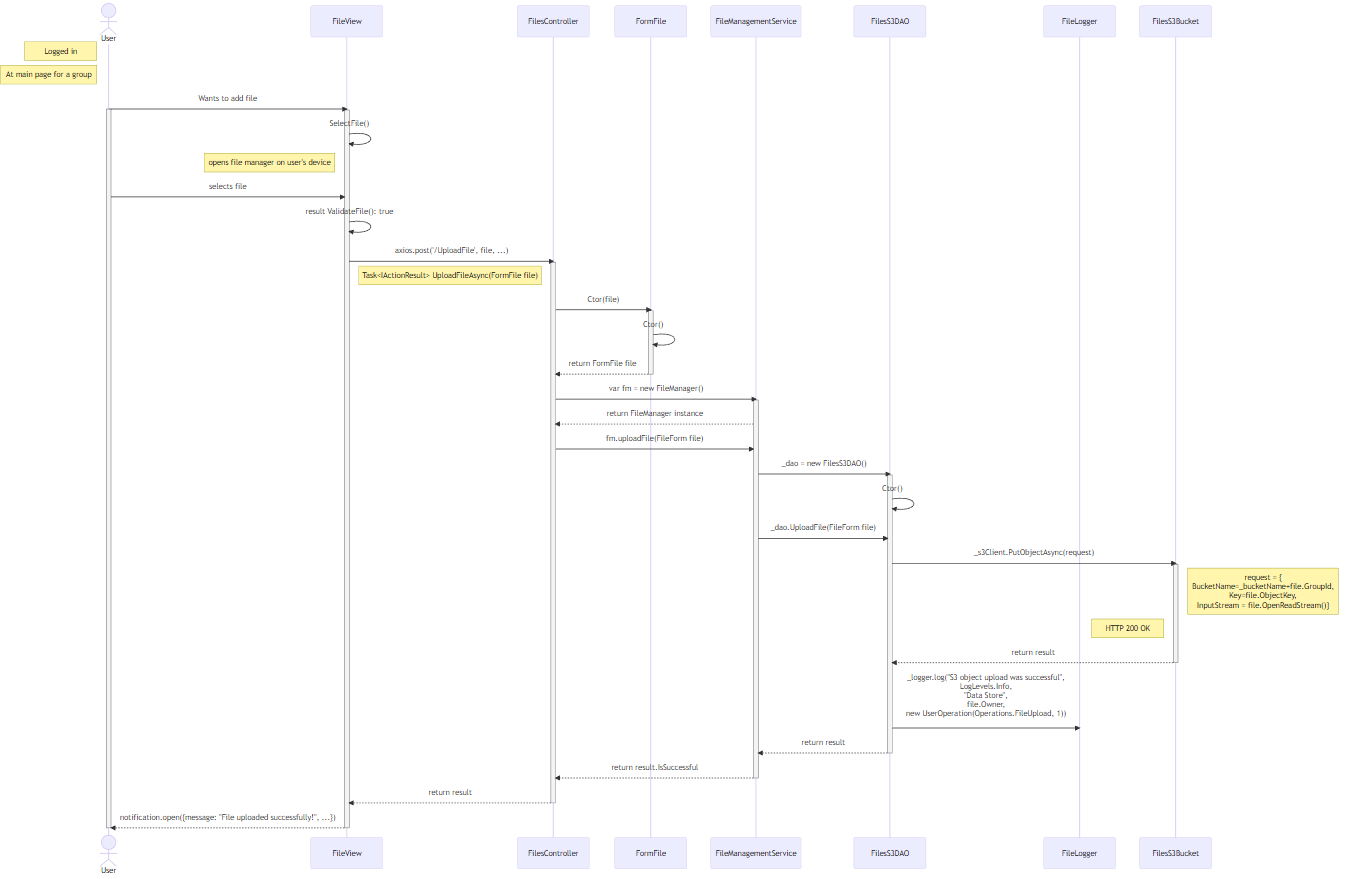 FileView
FilesController
FormFile
FileManagementService
FilesS3DAO
FileLogger
FilesS3Bucket
User
Logged in
At main page for a group
Wants to add file
SelectFile()
opens file manager on user's device
selects file
result ValidateFile(): true
axios.post('/UploadFile', file, ...)
Task<IActionResult> UploadFileAsync(FormFile file)
Ctor(file)
Ctor()
return FormFile file
var fm = new FileManager()
return FileManager instance
fm.uploadFile(FileForm file)
_dao = new FilesS3DAO()
Ctor()
_dao.UploadFile(FileForm file)
_s3Client.PutObjectAsync(request)
request = {
BucketName=_bucketName+file.GroupId,
Key=file.ObjectKey,
InputStream = file.OpenReadStream()}
HTTP 200 OK
return result
_logger.log("S3 object upload was successful",
LogLevels.Info,
"Data Store",
file.Owner,
new UserOperation(Operations.FileUpload, 1))
return result
return result.IsSuccessful
return result
notification.open({message: "File uploaded successfully!", ...})
User
FileView
FilesController
FormFile
FileManagementService
FilesS3DAO
FileLogger
FilesS3Bucket